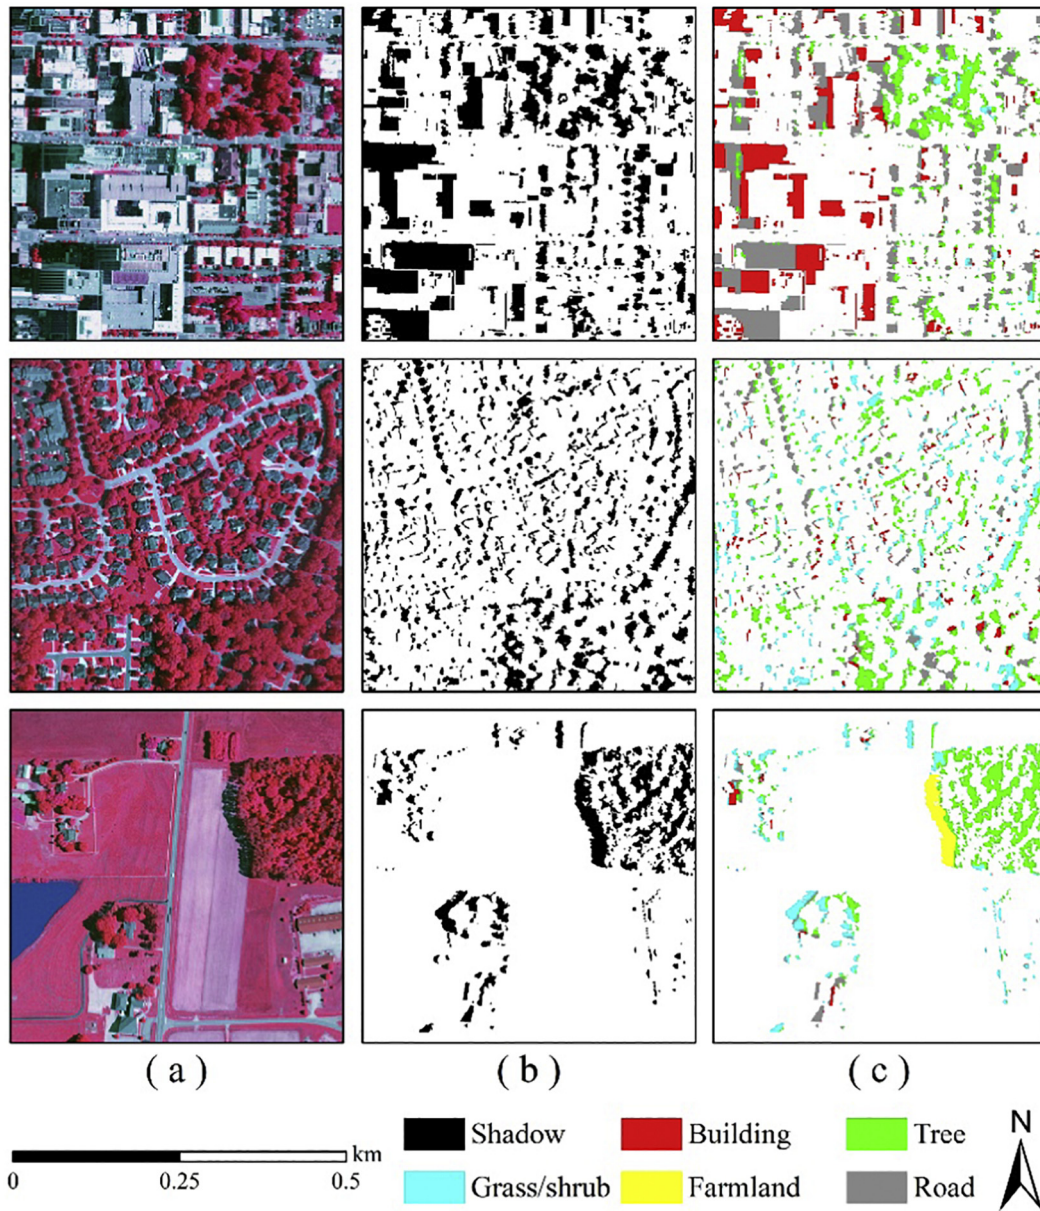 ( a )
( b )
( c )
Shadow
Building
Tree
N
km
0
0.25
0.5
Grass/shrub
Farmland
Road